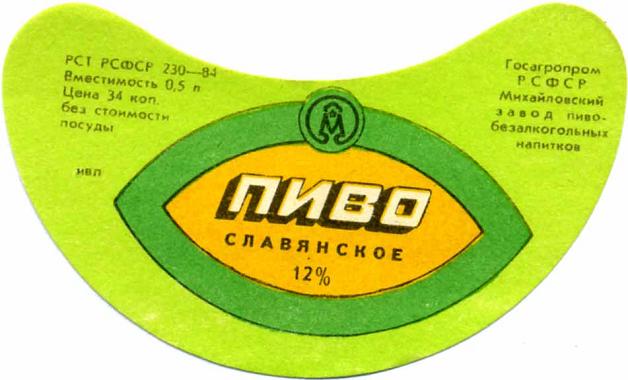 РСТ РСФСР 230—84
Вместимость 0,5 л
Цена 34 коп.
без стоимости
посуды
ивп
Госагропром
РСФСР
Михайловский
завод пиво-
безалкогольных
напитков
М
ПИВО
СЛАВЯНСКОЕ
12%